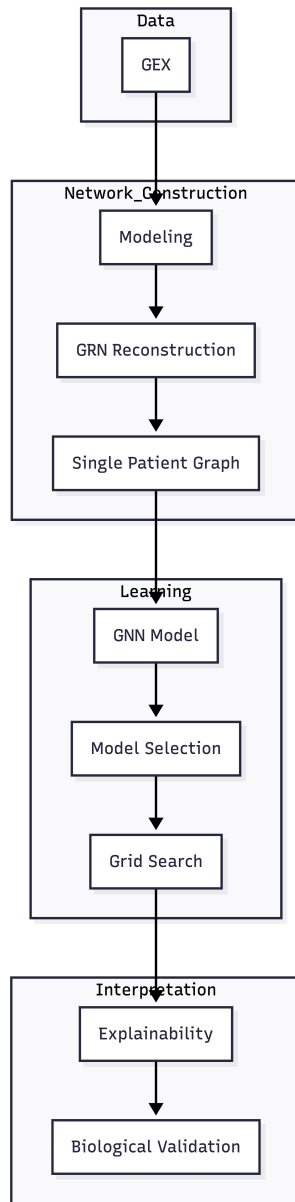 Data
GEX
Network_Construction
Modeling
GRN Reconstruction
Single Patient Graph
Learning
GNN Model
Model Selection
Grid Search
Interpretation
Explainability
Biological Validation